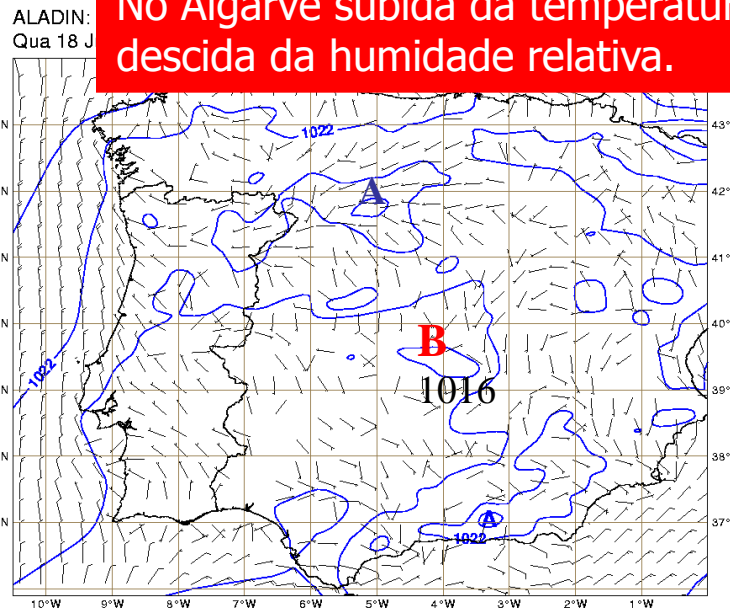 ALADIN:
Qua 18 J
No Algarve subida da temperatur
descida da humidade relativa.
N 1022 43°
N A 42°
N 41°
N 40°
B
1022
N 1016 39°
N 38°
N A 37°
1022
10°W 9°W 8°W 7°W 6°W 5°W 4°W 3°W 2°W 1°W